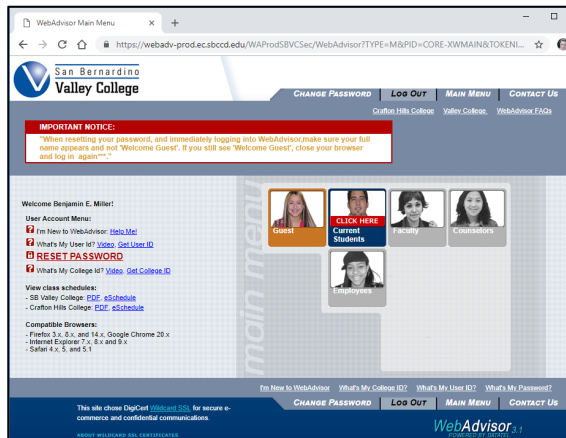 WebAdvisor Main Menu
https://webadv-prod.ec.sbccd.edu/WAProdSBVCSec/WebAdvisor?TYPE=M&PID=CORE-XWMAIN&TOKENI...
San Bernardino
Valley College
CHANGE PASSWORD LOG OUT MAIN MENU CONTACT US
Crafton Hills College Valley College WebAdvisor FAQs
IMPORTANT NOTICE:
"When resetting your password, and immediately logging into WebAdvisor,make sure your full
name appears and not 'Welcome Guest'. If you still see 'Welcome Guest', close your browser
and log in again***."
Welcome Benjamin E. Miller!
User Account Menu:
I'm New to WebAdvisor: Help Me!
What's My User Id? Video, Get User ID
RESET PASSWORD
What's My College Id? Video, Get College ID
View class schedules:
- SB Valley College: PDF, eSchedule
- Crafton Hills College: PDF, eSchedule
Compatible Browsers:
- Firefox 3.x, 8.x, and 14.x, Google Chrome 20.x
- Internet Explorer 7.x, 8.x and 9.x
- Safari 4.x, 5, and 5.1
main menu
Guest
CLICK HERE
Current
Students
Faculty
Counselors
Employees
I'm New to WebAdvisor What's My College ID? What's My User ID? What's My Password?
CHANGE PASSWORD LOG OUT MAIN MENU CONTACT US
This site chose DigiCert Wildcard SSL for secure e-
commerce and confidential communications.
ABOUT WILDCARD SSL CERTIFICATES
WebAdvisor 3.1
POWERED BY DATATEL